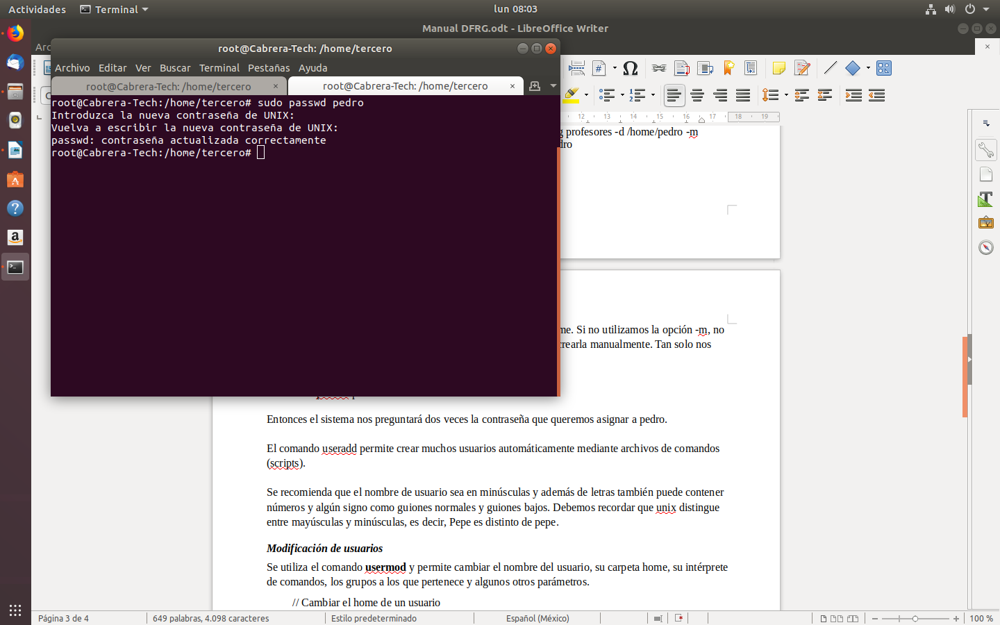 Actividades
Terminal
lun 08:03
Manual DFRG.odt - LibreOffice Writer
root@Cabrera-Tech: /home/tercero
Archivo Editar Ver Buscar Terminal Pestañas Ayuda
root@Cabrera-Tech: /home/tercero
root@Cabrera-Tech: /home/tercero
root@Cabrera-Tech:/home/tercero# sudo passwd pedro
Introduzca la nueva contraseña de UNIX:
Vuelva a escribir la nueva contraseña de UNIX:
passwd: contraseña actualizada correctamente
root@Cabrera-Tech:/home/tercero#
12 13 14 15 16 17 18 19
g profesores -d /home/pedro -m
dro
me. Si no utilizamos la opción -m, no
crearla manualmente. Tan solo nos
Entonces el sistema nos preguntará dos veces la contraseña que queremos asignar a pedro.
El comando useradd permite crear muchos usuarios automáticamente mediante archivos de comandos
(scripts).
Se recomienda que el nombre de usuario sea en minúsculas y además de letras también puede contener
números y algún signo como guiones normales y guiones bajos. Debemos recordar que unix distingue
entre mayúsculas y minúsculas, es decir, Pepe es distinto de pepe.
Modificación de usuarios
Se utiliza el comando usermod y permite cambiar el nombre del usuario, su carpeta home, su intérprete
de comandos, los grupos a los que pertenece y algunos otros parámetros.
// Cambiar el home de un usuario
Página 3 de 4
649 palabras, 4.098 caracteres
Estilo predeterminado
Español (México)
100 %